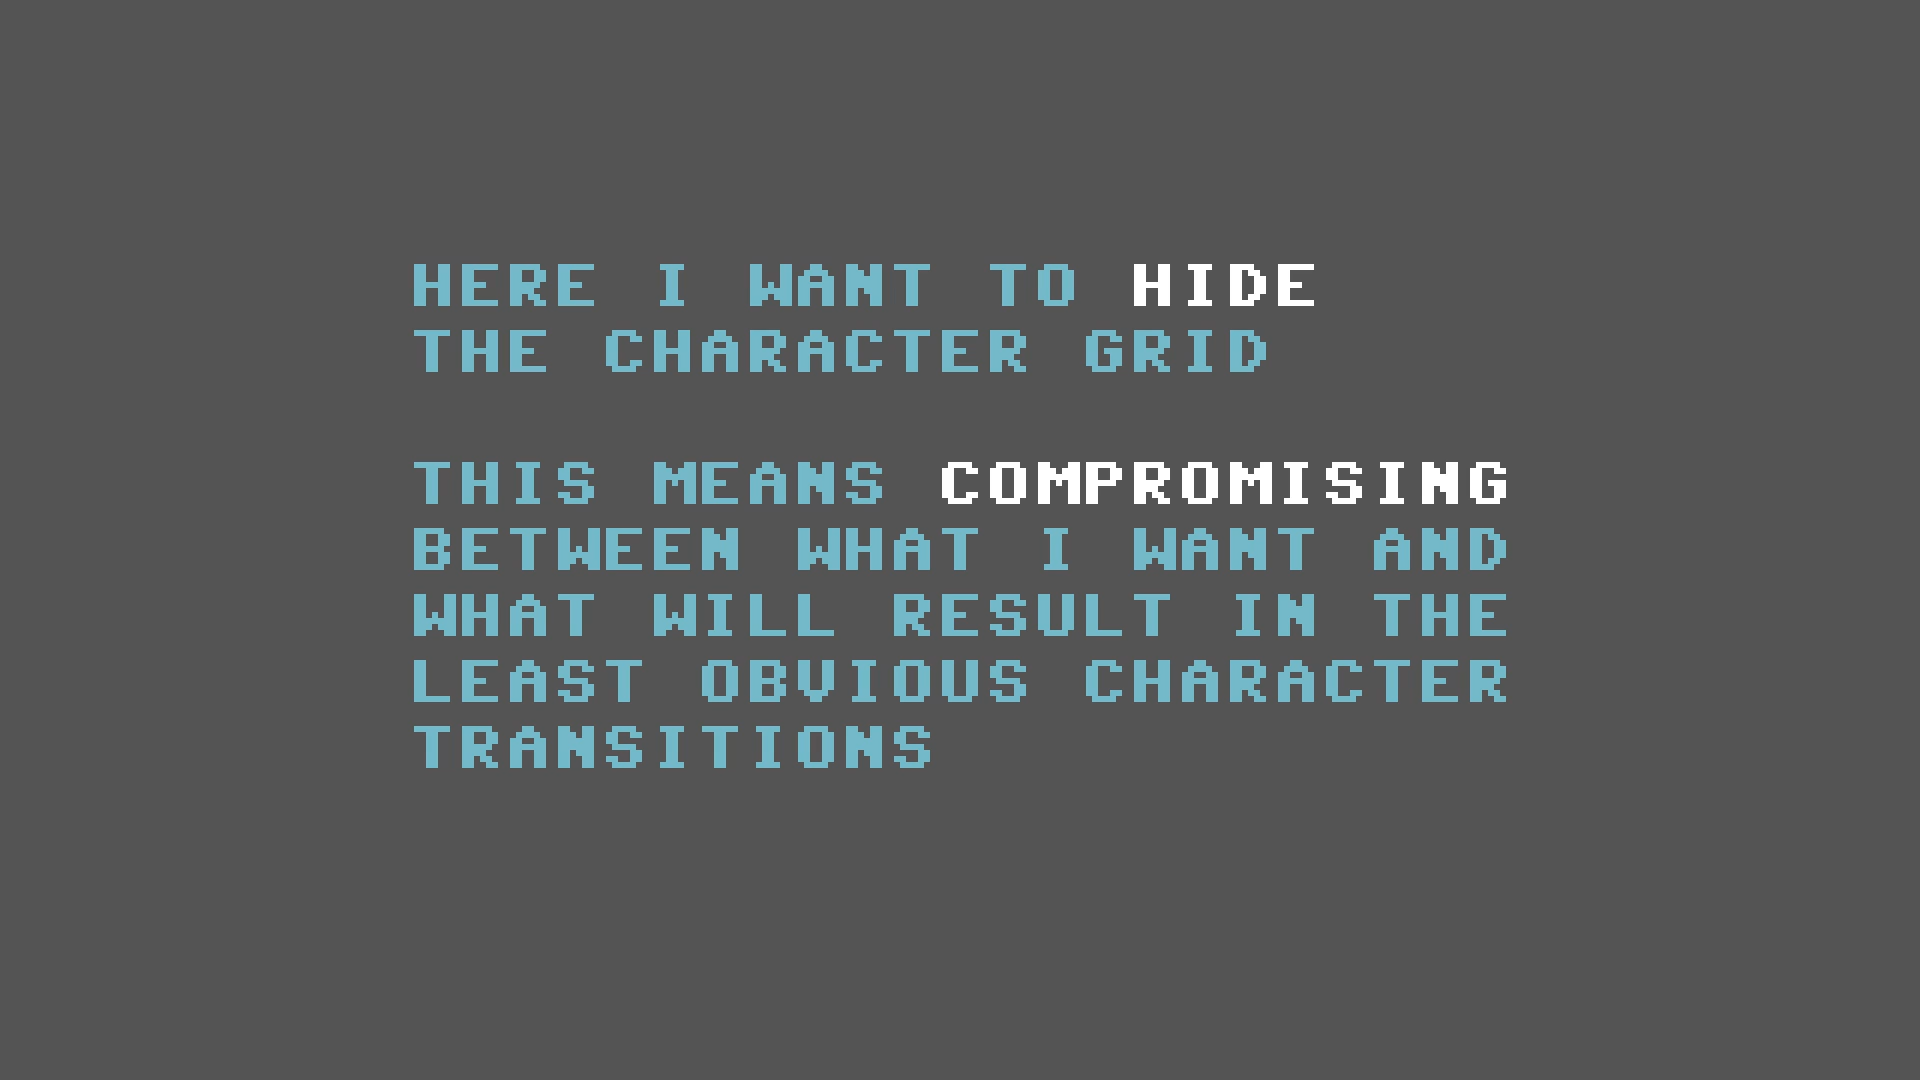 HERE I WANT TO HIDE
THE CHARACTER GRID
THIS MEANS COMPROMISING
BETWEEN WHAT I WANT AND
WHAT WILL RESULT IN THE
LEAST OBVIOUS CHARACTER
TRANSITIONS